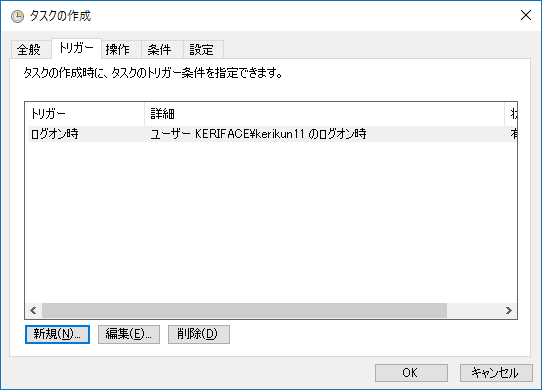 タスクの作成
全般 トリガー 操作 条件 設定
タスクの作成時に、タスクのトリガー条件を指定できます。
トリガー 詳細
ログオン時 ユーザー KERIFACE¥kerikun11 のログオン時
新規(N)... 編集(E)... 削除(D)
OK キャンセル